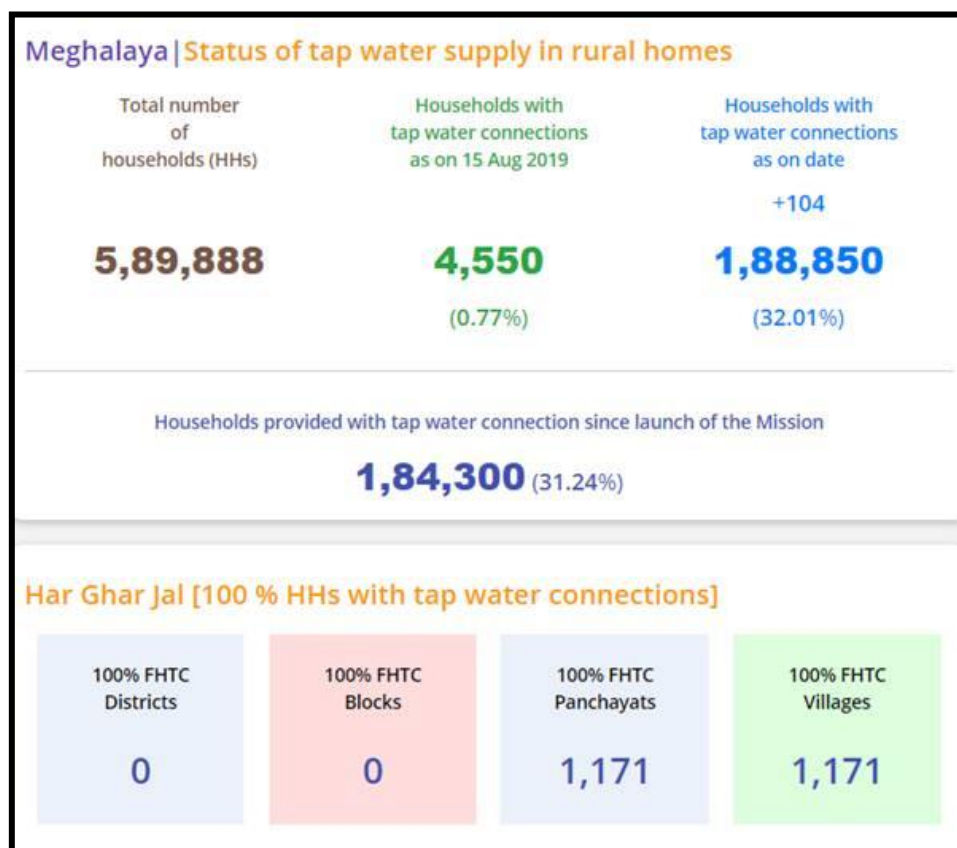 Meghalaya|Status of tap water supply in rural homes
Total number
of
households (HHs)
5,89,888
Households with
tap water connections
as on 15 Aug 2019
4,550
(0.77%)
Households with
tap water connections
as on date
+104
1,88,850
(32.01%)
Households provided with tap water connection since launch of the Mission
1,84,300 (31.24%)
Har Ghar Jal [100 % HHs with tap water connections]
100% FHTC
Districts
0
100% FHTC
Blocks
0
100% FHTC
Panchayats
1,171
100% FHTC
Villages
1,171